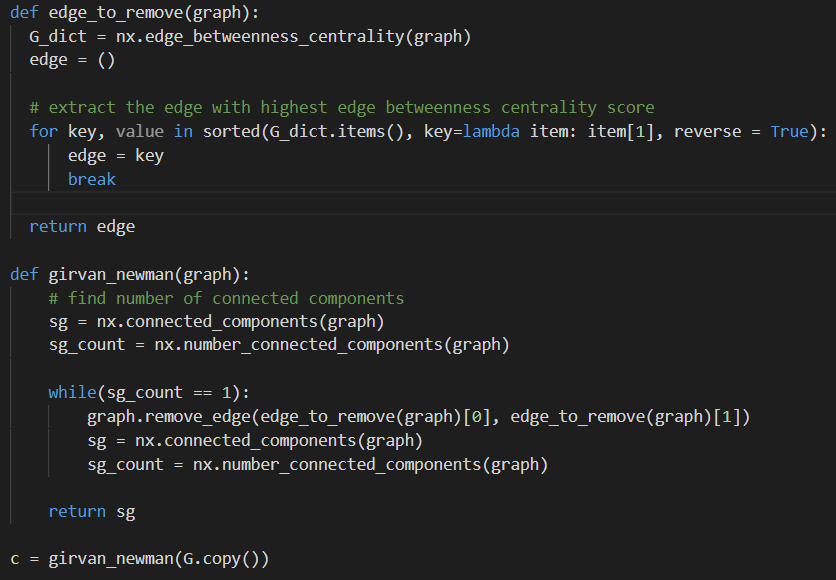 def edge_to_remove(graph):
  G_dict = nx.edge_betweenness_centrality(graph)
  edge = ()

  # extract the edge with highest edge betweenness centrality score
  for key, value in sorted(G_dict.items(), key=lambda item: item[1], reverse = True):
      edge = key
      break

  return edge

def girvan_newman(graph):
    # find number of connected components
    sg = nx.connected_components(graph)
    sg_count = nx.number_connected_components(graph)

    while(sg_count == 1):
        graph.remove_edge(edge_to_remove(graph)[0], edge_to_remove(graph)[1])
        sg = nx.connected_components(graph)
        sg_count = nx.number_connected_components(graph)

    return sg

c = girvan_newman(G.copy())